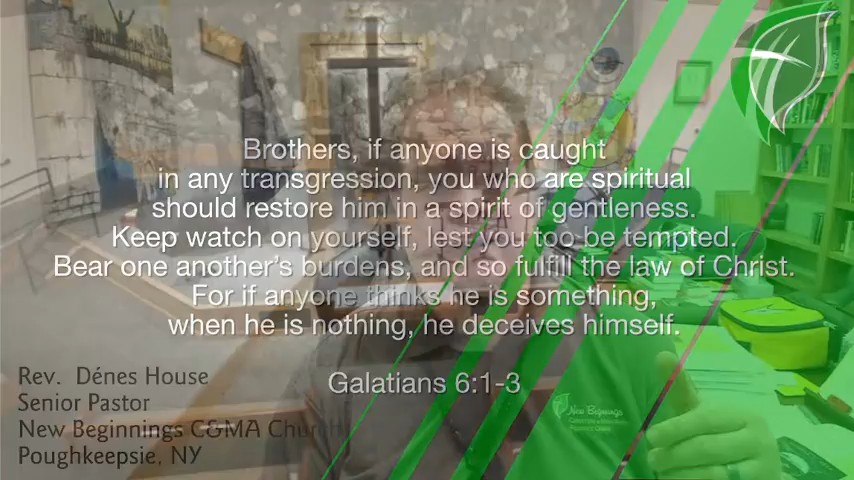 Brothers, if anyone is caught
in any transgression, you who are spiritual
should restore him in a spirit of gentleness.
Keep watch on yourself, lest you too be tempted.
Bear one another's burdens, and so fulfill the law of Christ.
For if anyone thinks he is something,
when he is nothing, he deceives himself.
Galatians 6:1-3
Rev. Dénes House
Senior Pastor
New Beginnings C&MA Church
Poughkeepsie, NY
New Beginnings